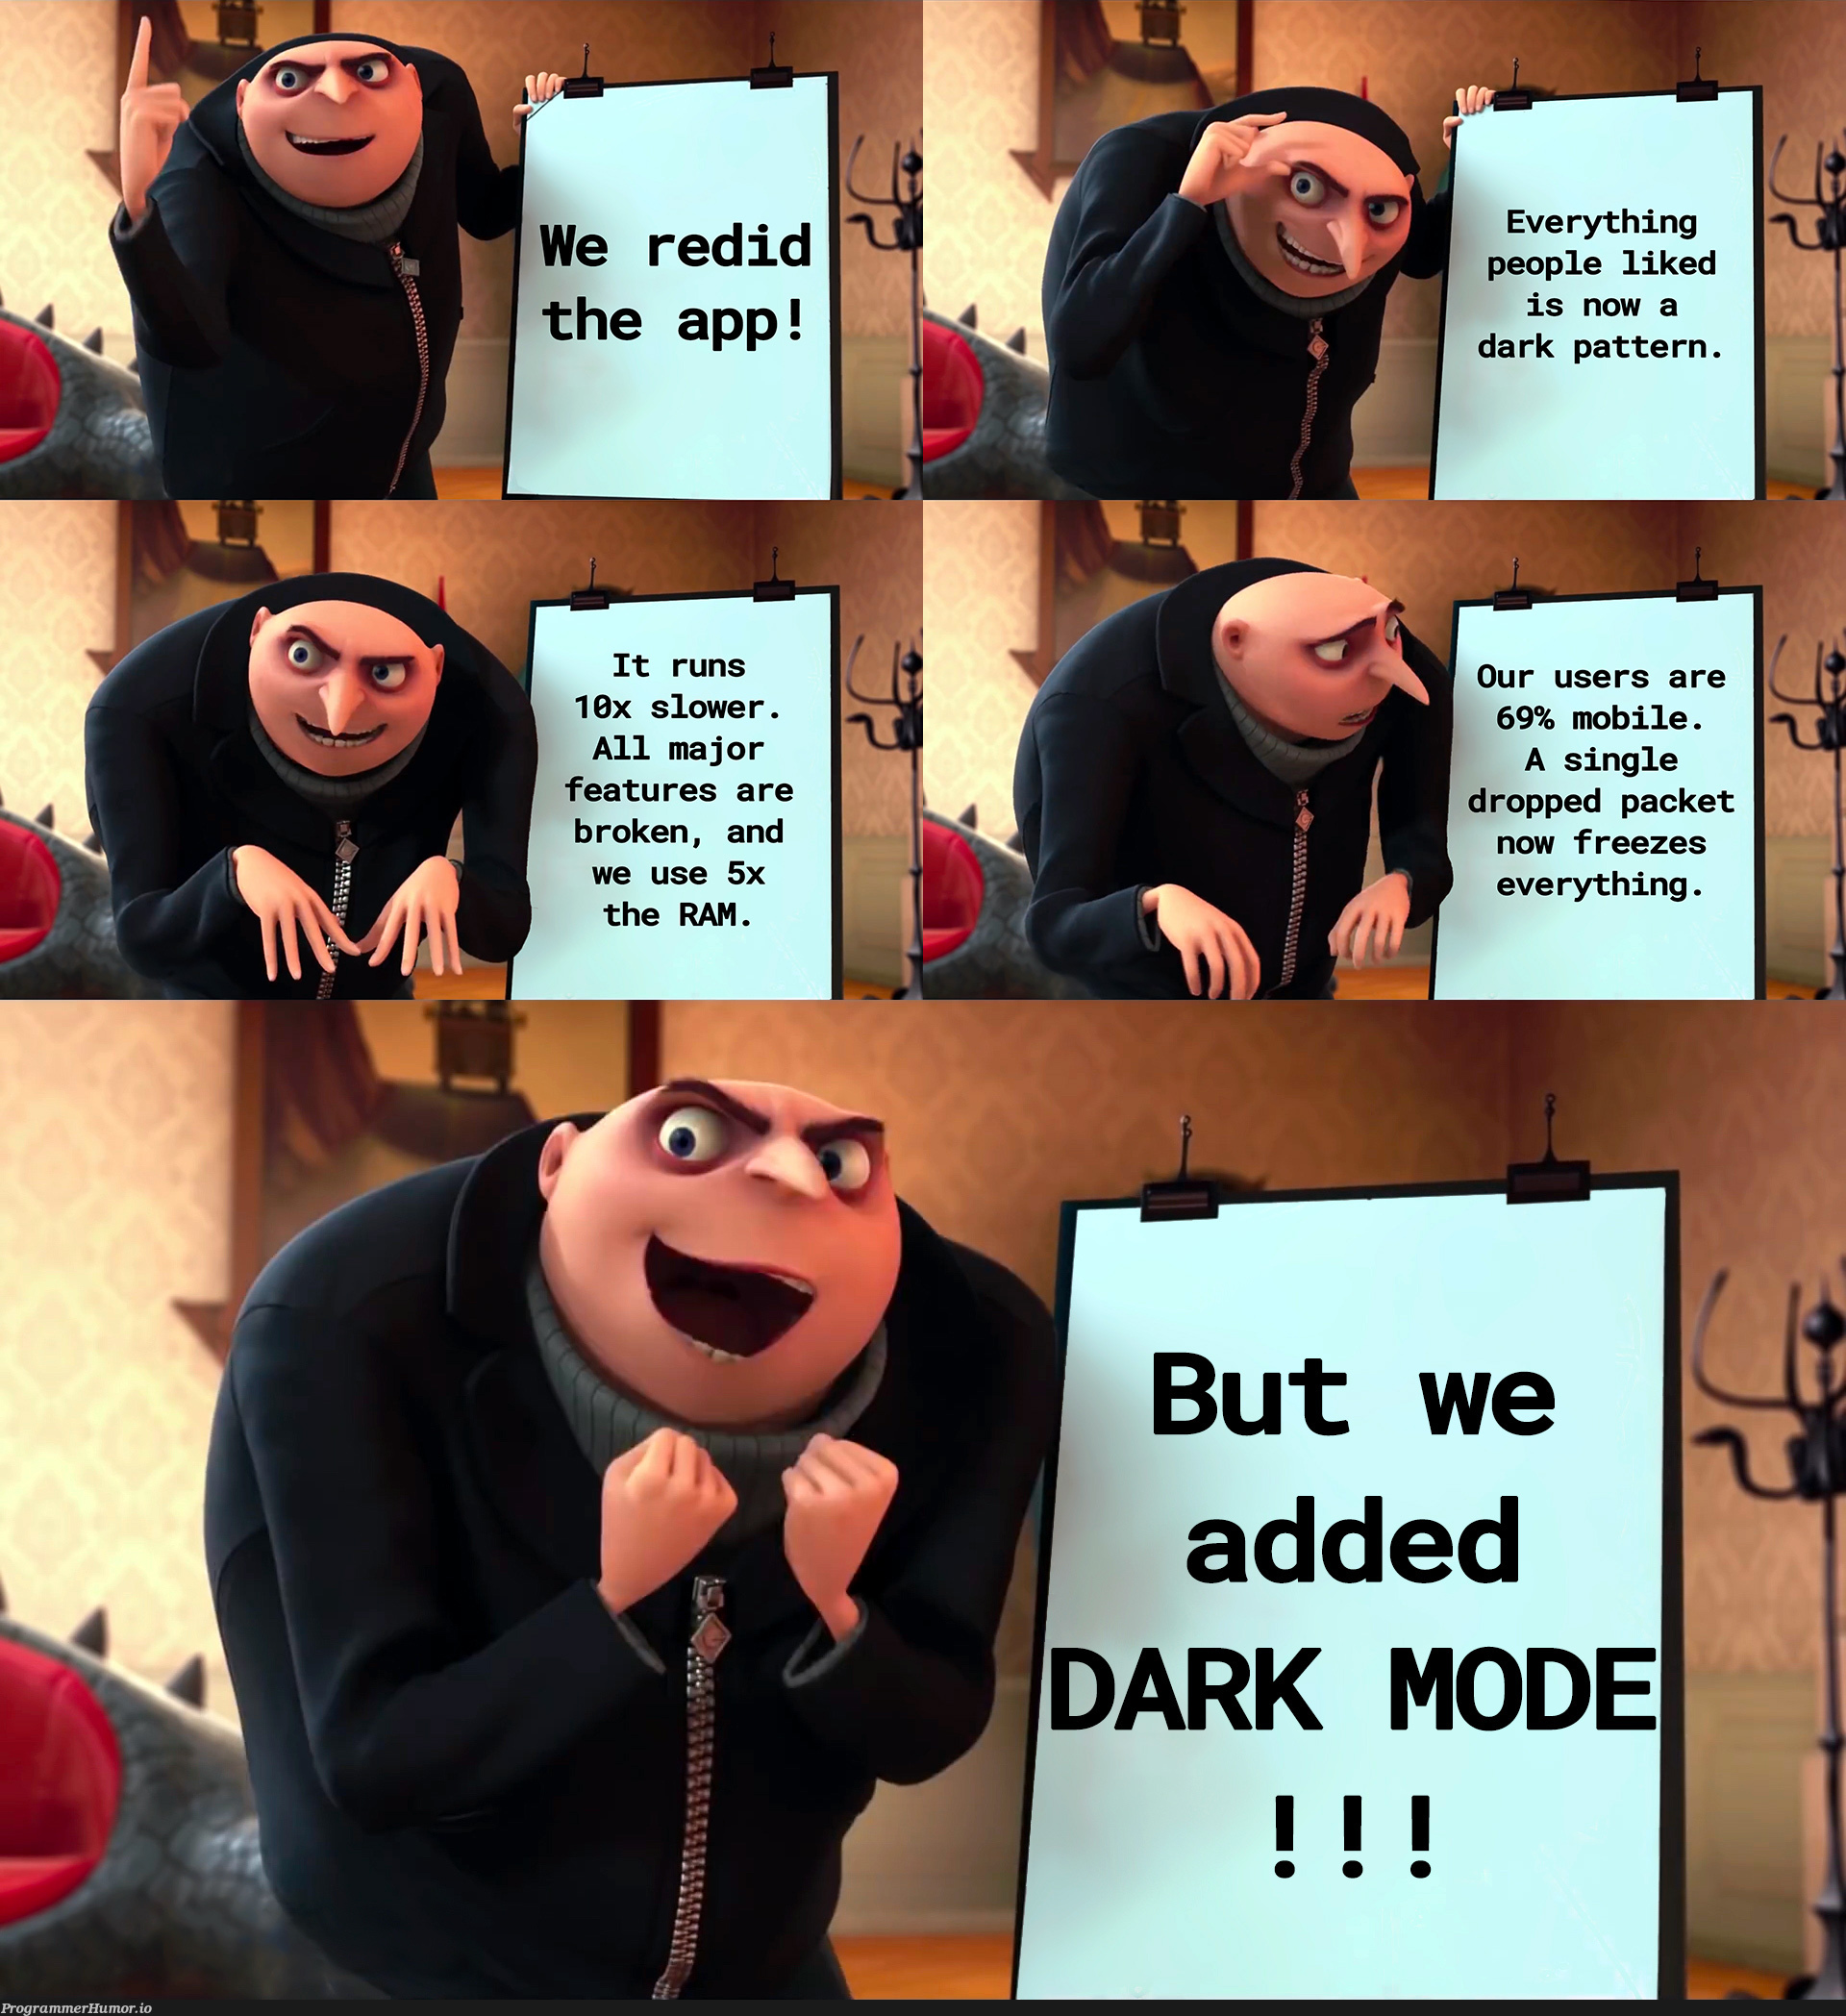 We redid
the app!
Everything
people liked
is now a
dark pattern.
It runs
10x slower.
All major
features are
broken, and
we use 5x
the RAM.
Our users are
69% mobile.
A single
dropped packet
now freezes
everything.
But we
added
DARK MODE
!!!
ProgrammerHumor.io